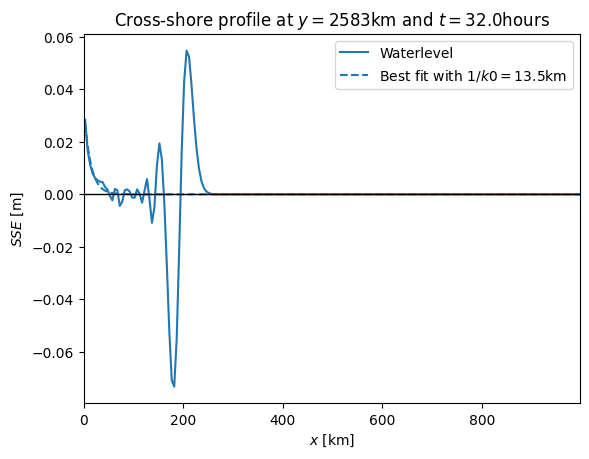 Cross-shore profile at y = 2583km and t = 32.0hours
Waterlevel
Best fit with 1/k0 = 13.5km
SSE [m]
0.06
0.04
0.02
0.00
−0.02
−0.04
−0.06
0 200 400 600 800
x [km]